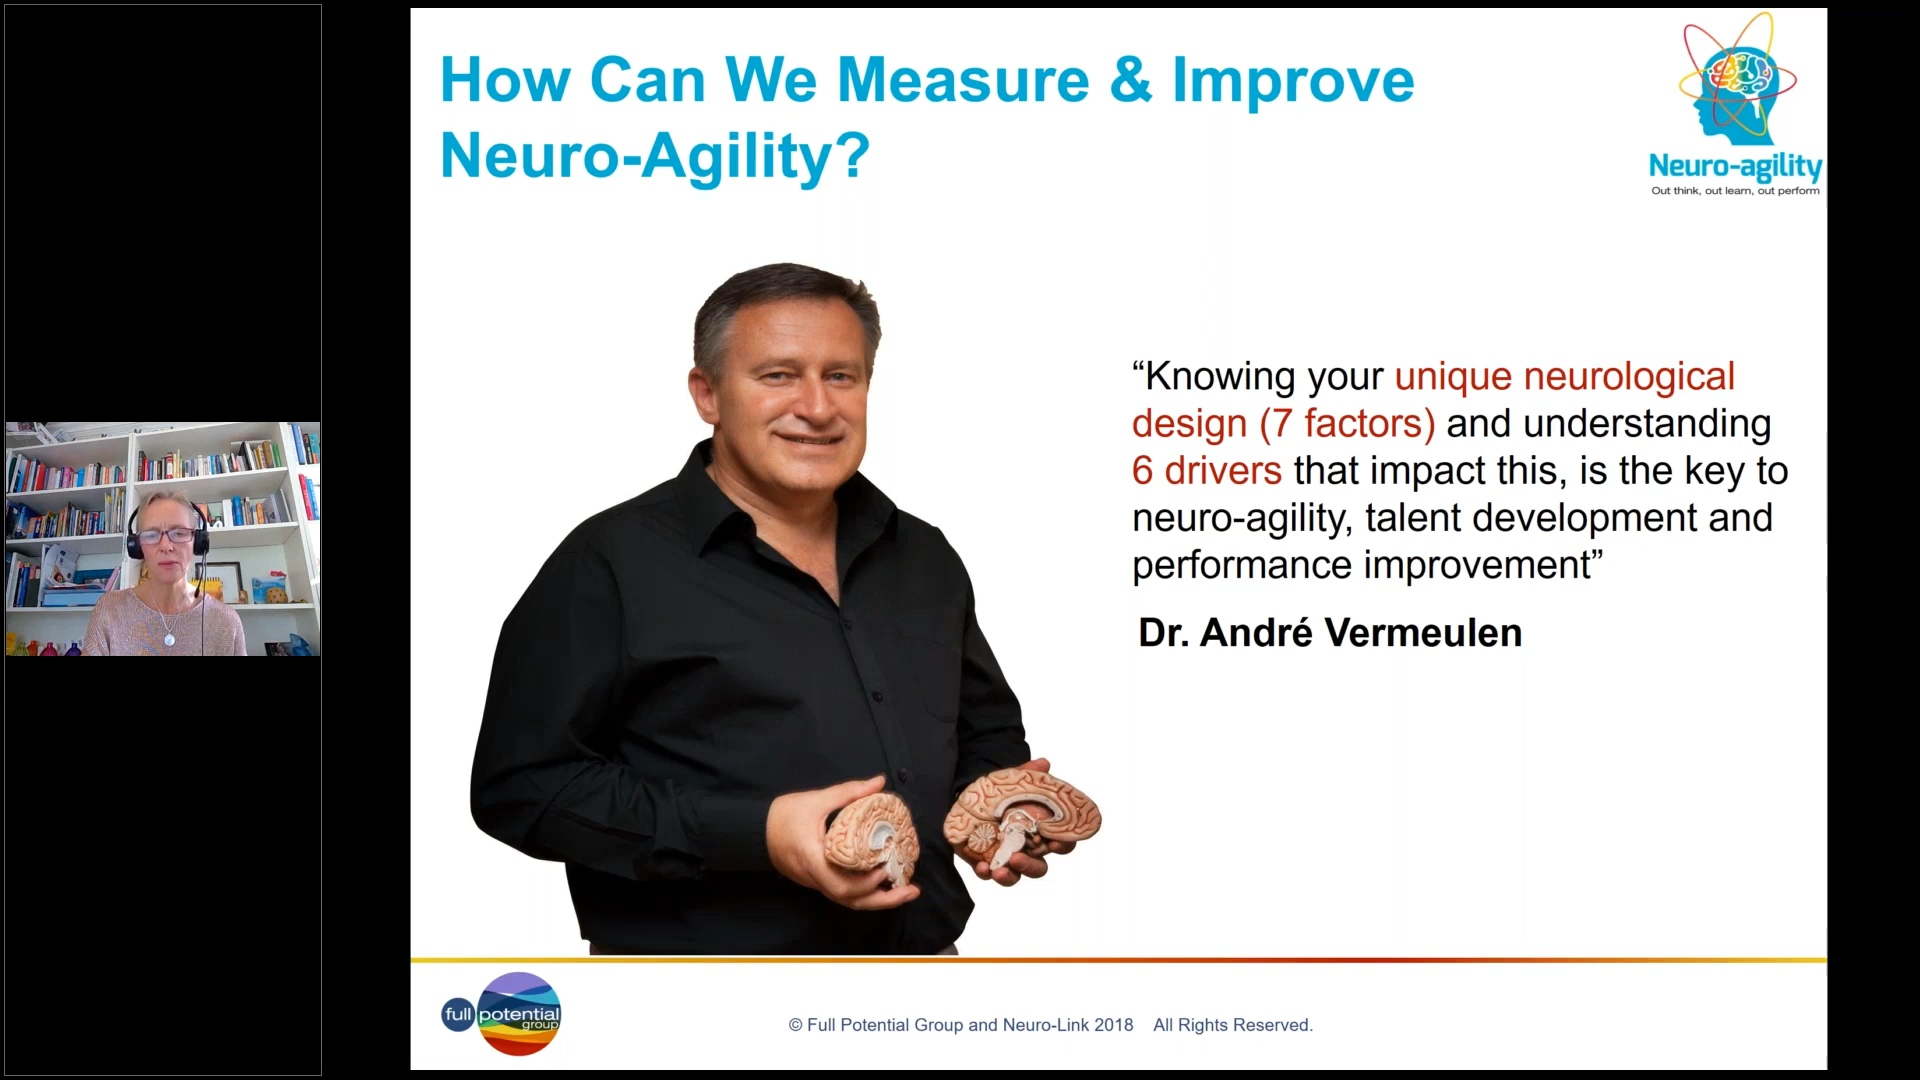 How Can We Measure & Improve
Neuro-Agility?
Neuro-agility
Out think, out learn, out perform
“Knowing your unique neurological
design (7 factors) and understanding
6 drivers that impact this, is the key to
neuro-agility, talent development and
performance improvement”
Dr. André Vermeulen
full potential
group
© Full Potential Group and Neuro-Link 2018 All Rights Reserved.